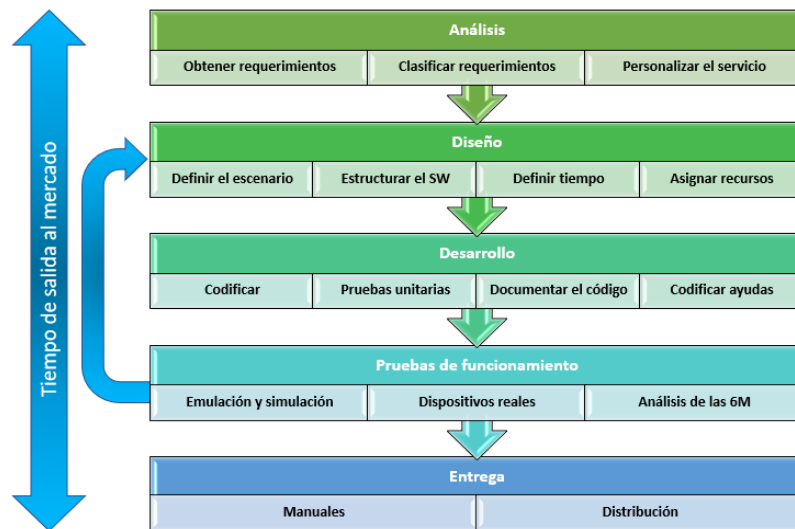 Tiempo de salida al mercado
Análisis
Obtener requerimientos
Clasificar requerimientos
Personalizar el servicio
Diseño
Definir el escenario
Estructurar el SW
Definir tiempo
Asignar recursos
Desarrollo
Codificar
Pruebas unitarias
Documentar el código
Codificar ayudas
Pruebas de funcionamiento
Emulación y simulación
Dispositivos reales
Análisis de las 6M
Entrega
Manuales
Distribución